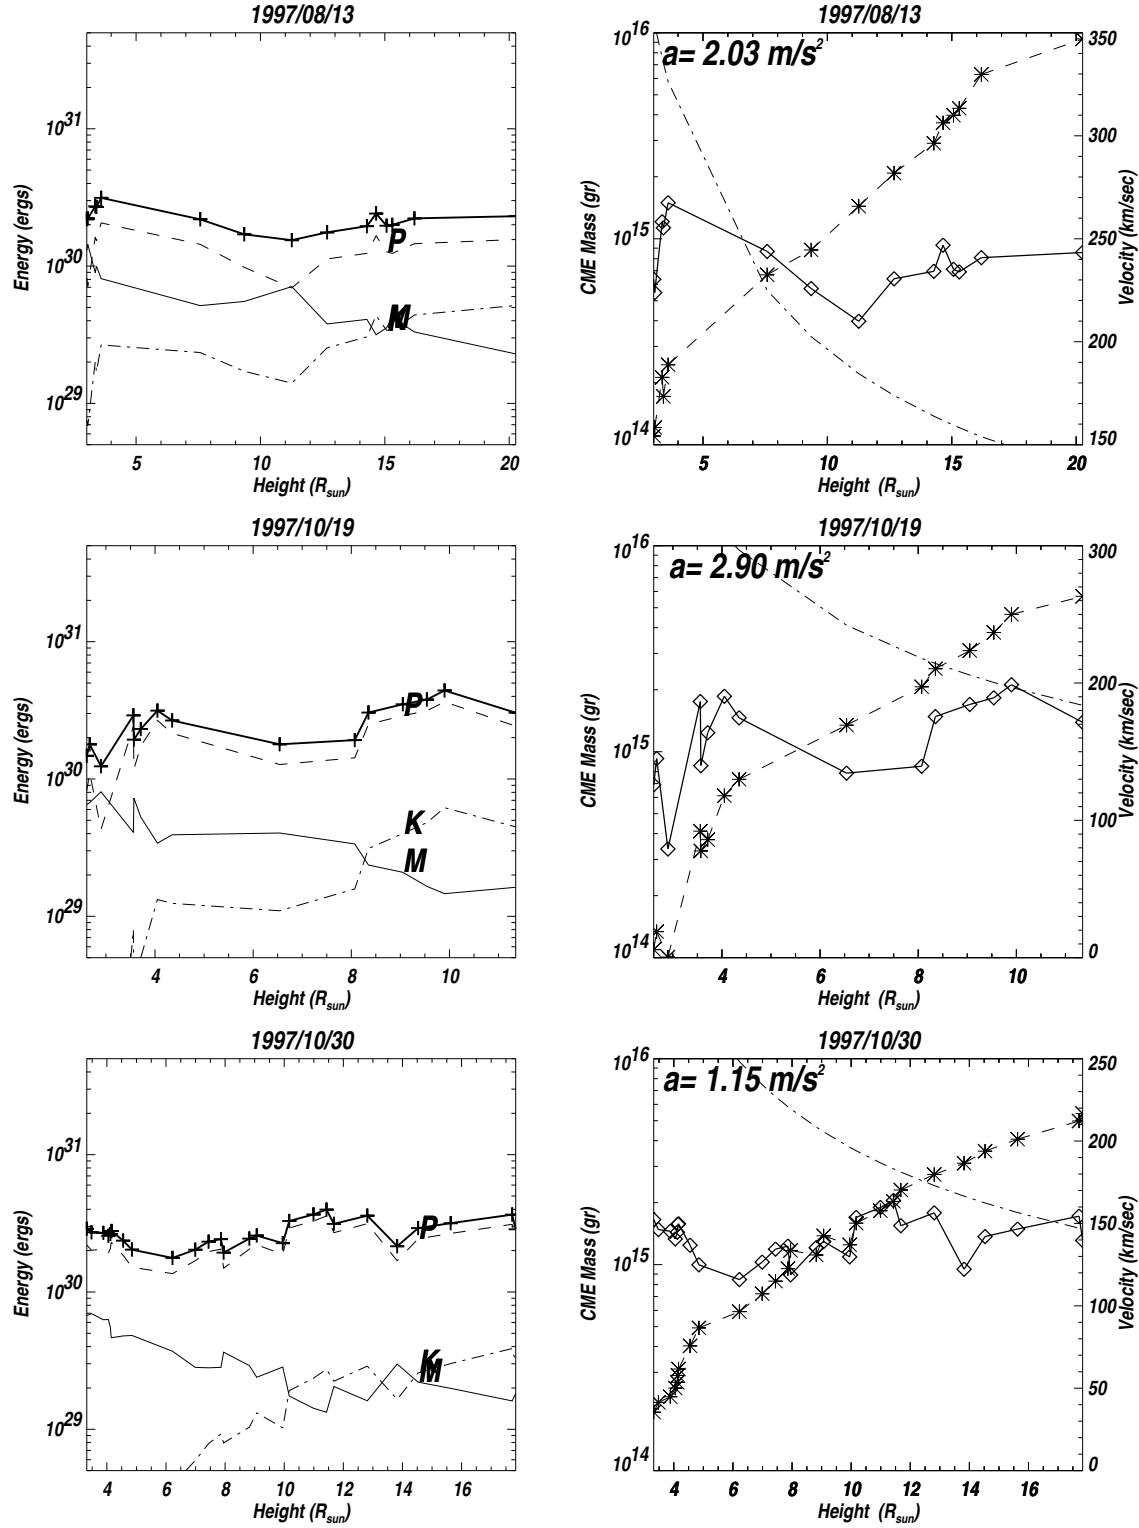 1997/08/13
Energy (ergs)
10^31
10^30
10^29
P
K
M
5 10 15 20
Height (R_sun)
1997/08/13
a= 2.03 m/s^2
CME Mass (gr)
10^16
10^15
10^14
Velocity (km/sec)
350
300
250
200
150
5 10 15 20
Height (R_sun)
1997/10/19
Energy (ergs)
10^31
10^30
10^29
P
K
M
4 6 8 10
Height (R_sun)
1997/10/19
a= 2.90 m/s^2
CME Mass (gr)
10^16
10^15
10^14
Velocity (km/sec)
300
200
100
0
4 6 8 10
Height (R_sun)
1997/10/30
Energy (ergs)
10^31
10^30
10^29
P
K
M
4 6 8 10 12 14 16
Height (R_sun)
1997/10/30
a= 1.15 m/s^2
CME Mass (gr)
10^16
10^15
10^14
Velocity (km/sec)
250
200
150
100
50
0
4 6 8 10 12 14 16
Height (R_sun)